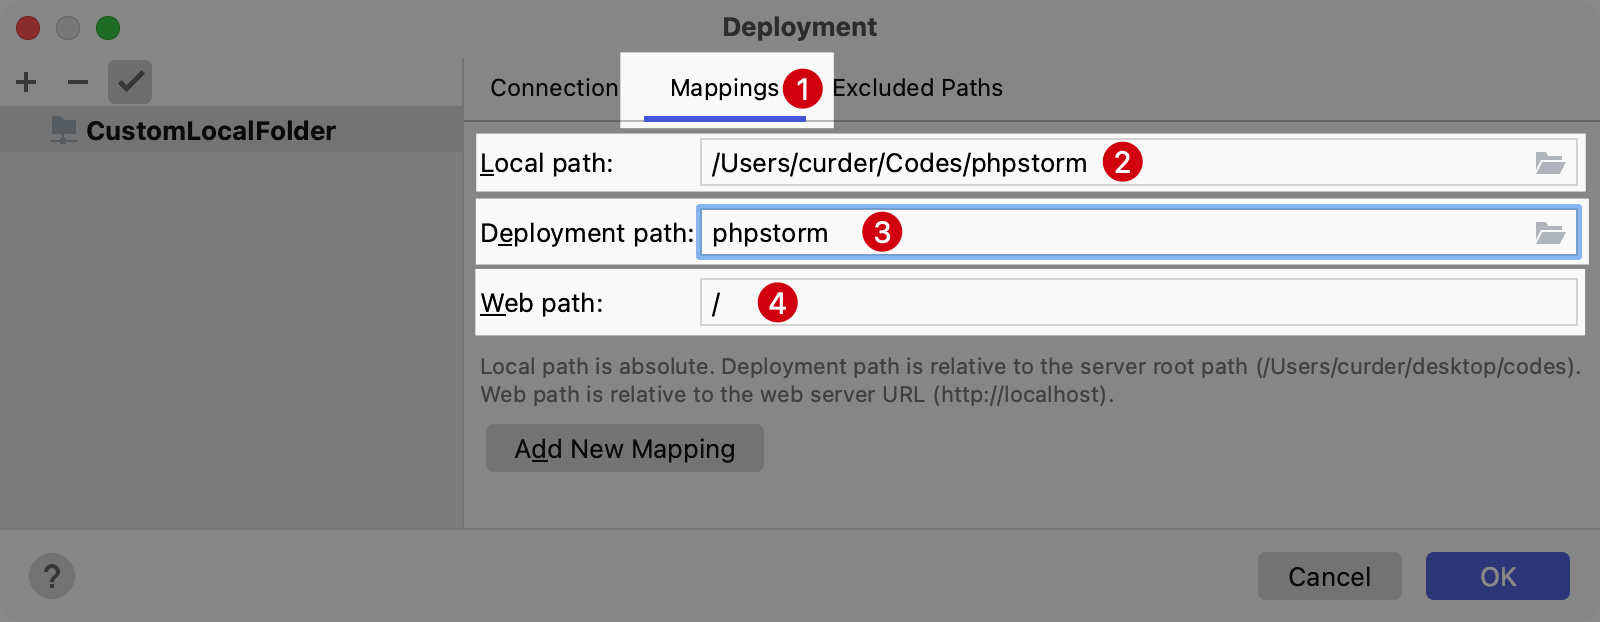 Deployment
CustomLocalFolder
Connection Mappings 1 Excluded Paths
Local path: /Users/curder/Codes/phpstorm 2
Deployment path: phpstorm 3
Web path: / 4
Local path is absolute. Deployment path is relative to the server root path (/Users/curder/desktop/codes).
Web path is relative to the web server URL (http://localhost).
Add New Mapping
? Cancel OK